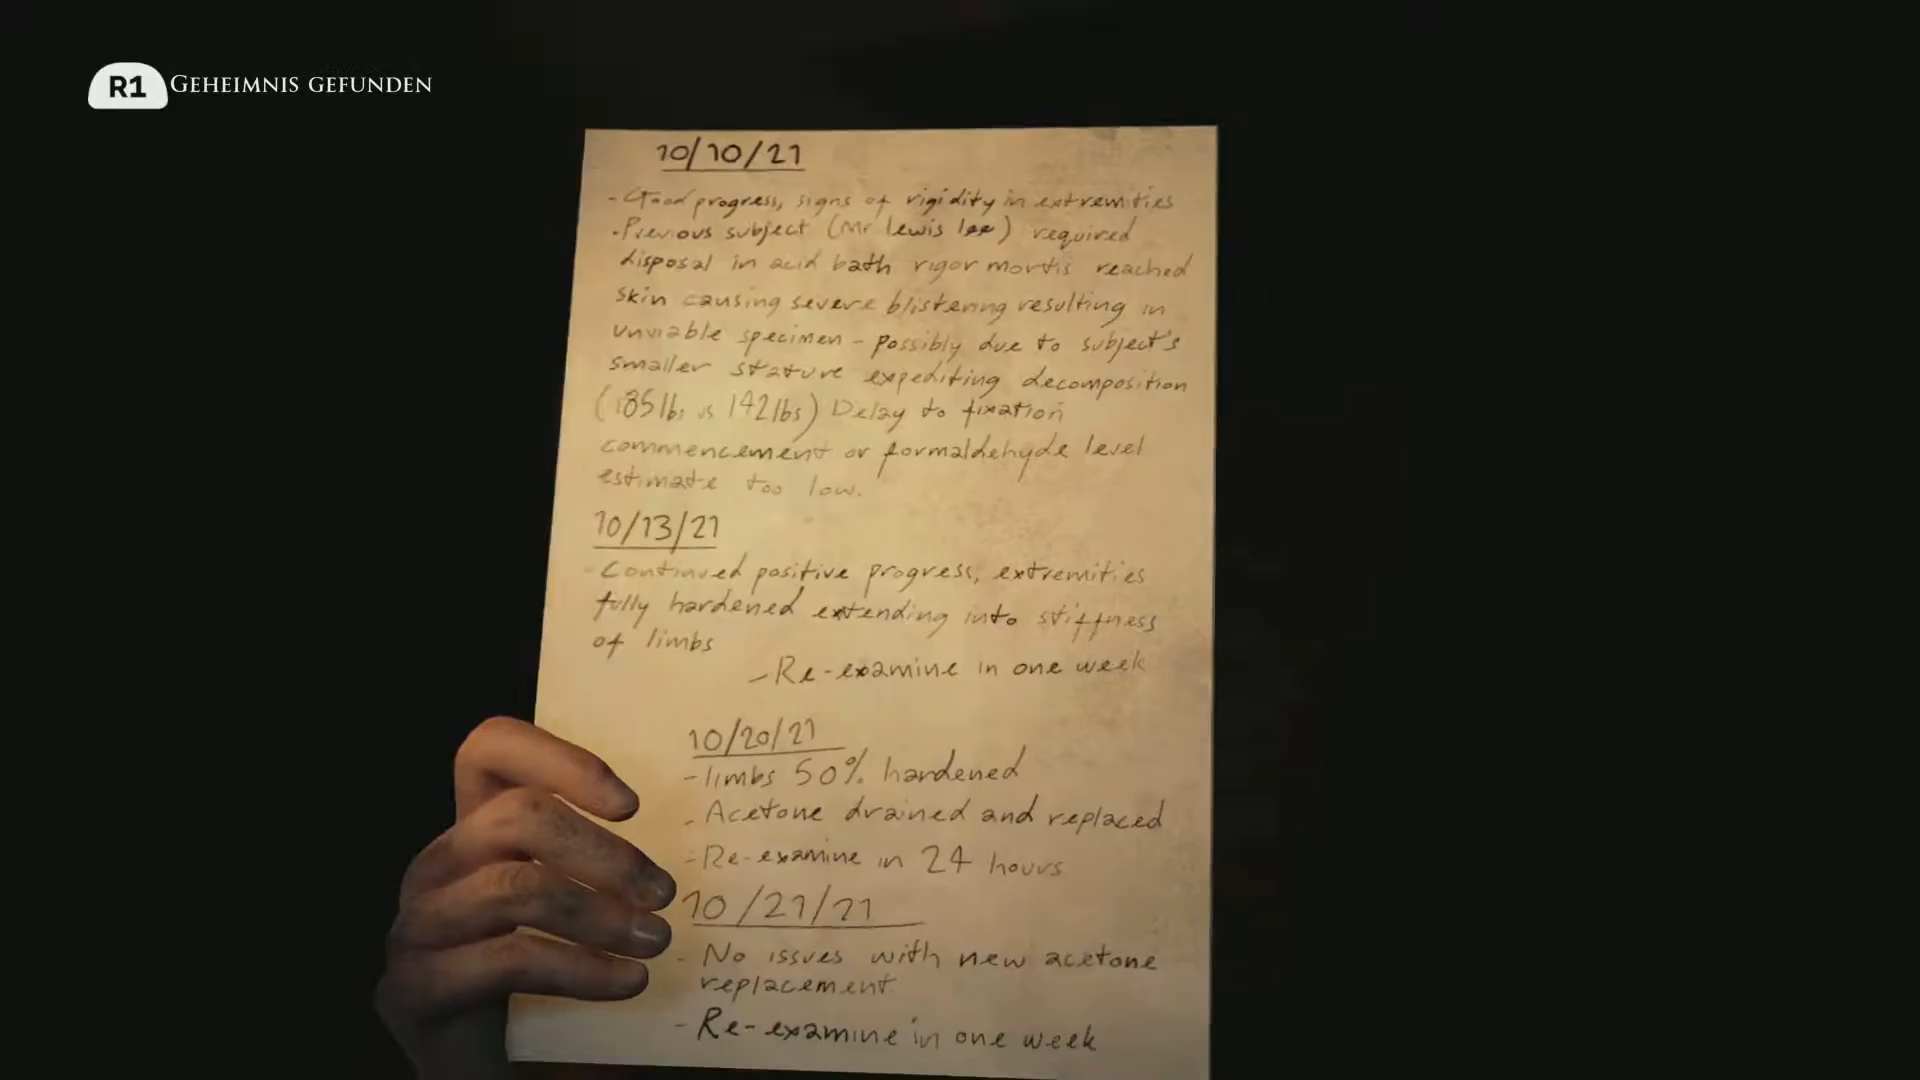 R1 GEHEIMNIS GEFUNDEN
10/10/21
- Good progress, signs of rigidity in extremities
- Previous subject (Mr Lewis Lee) required
disposal in acid bath rigor mortis reached
skin causing severe blistering resulting in
unviable specimen - possibly due to subject's
smaller stature expediting decomposition
(185lbs vs 142lbs) Delay to fixation
commencement or formaldehyde level
estimate too low.
10/13/21
- Continued positive progress, extremities
fully hardened extending into stiffness
of limbs
- Re-examine in one week
10/20/21
- limbs 50% hardened
- Acetone drained and replaced
- Re-examine in 24 hours
10/21/21
- No issues with new acetone
replacement
- Re-examine in one week